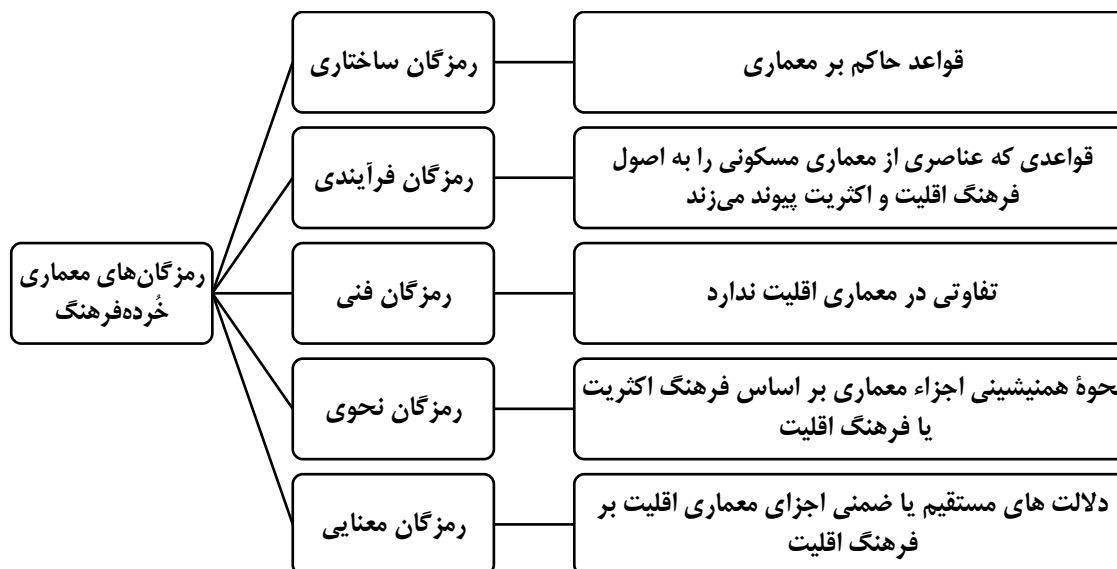 رمزگان‌های معماری
خُرده‌فرهنگ
رمزگان ساختاری
قواعد حاکم بر معماری
رمزگان فرآیندی
قواعدی که عناصری از معماری مسکونی را به اصول
فرهنگ اقلیت و اکثریت پیوند می‌زند
رمزگان فنی
تفاوتی در معماری اقلیت ندارد
رمزگان نحوی
نحوۀ همنیشینی اجزاء معماری بر اساس فرهنگ اکثریت
یا فرهنگ اقلیت
رمزگان معنایی
دلالت های مستقیم یا ضمنی اجزای معماری اقلیت بر
فرهنگ اقلیت